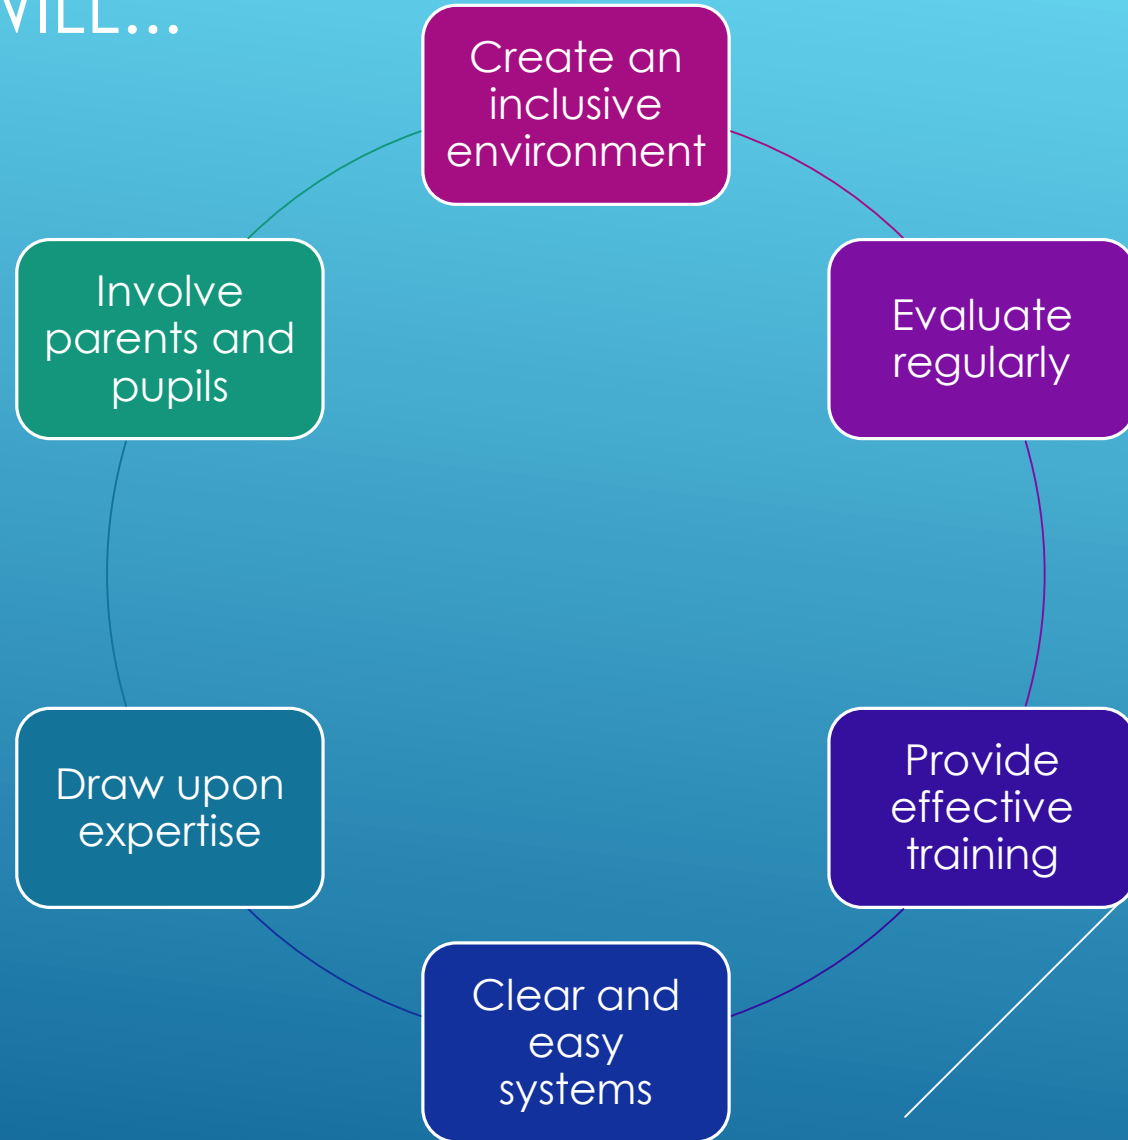 WILL...
Create an
inclusive
environment
Evaluate
regularly
Provide
effective
training
Clear and
easy
systems
Draw upon
expertise
Involve
parents and
pupils